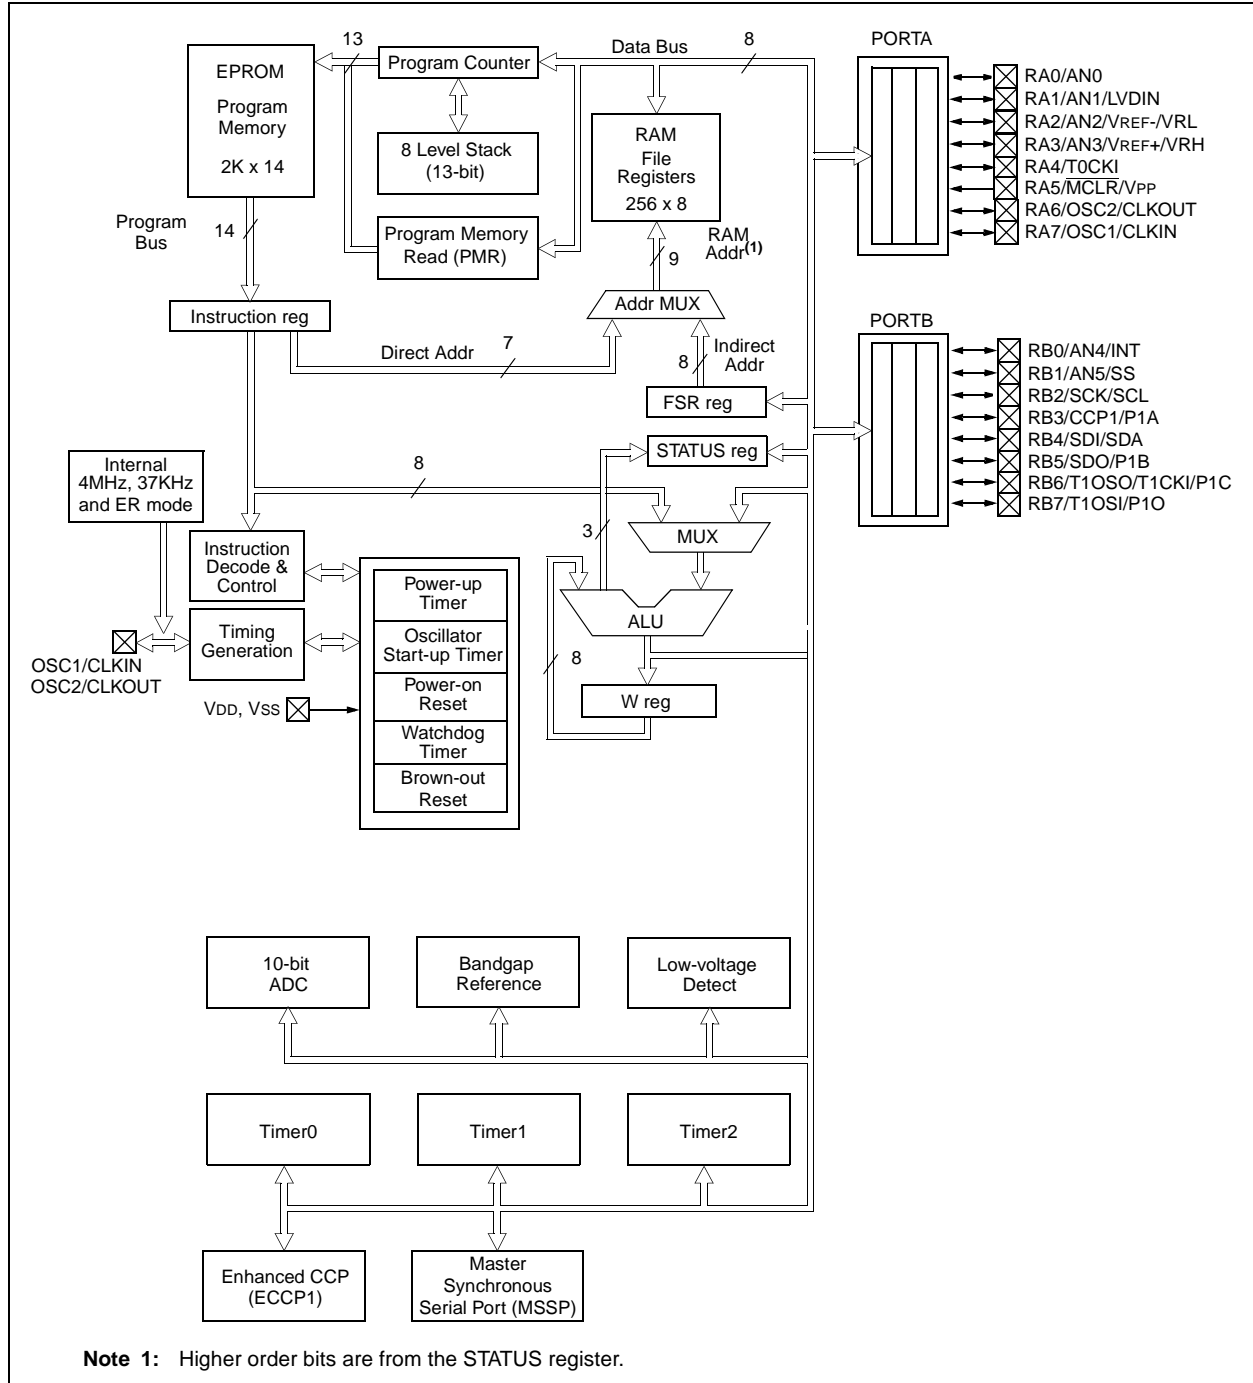 13
Data Bus
8
PORTA
EPROM
Program
Memory
2K x 14
Program Counter
8 Level Stack
(13-bit)
RAM
File
Registers
256 x 8
RA0/AN0
RA1/AN1/LVDIN
RA2/AN2/VREF-/VRL
RA3/AN3/VREF+/VRH
RA4/T0CKI
RA5/MCLR/VPP
RA6/OSC2/CLKOUT
RA7/OSC1/CLKIN
Program
Bus
14
Program Memory
Read (PMR)
RAM
Addr(1)
9
Addr MUX
Instruction reg
Direct Addr
7
8
Indirect
Addr
FSR reg
STATUS reg
PORTB
RB0/AN4/INT
RB1/AN5/SS
RB2/SCK/SCL
RB3/CCP1/P1A
RB4/SDI/SDA
RB5/SDO/P1B
RB6/T1OSO/T1CKI/P1C
RB7/T1OSI/P1O
Internal
4MHz, 37KHz
and ER mode
8
3
MUX
Instruction
Decode &
Control
Timing
Generation
Power-up
Timer
Oscillator
Start-up Timer
Power-on
Reset
Watchdog
Timer
Brown-out
Reset
ALU
8
W reg
OSC1/CLKIN
OSC2/CLKOUT
VDD, VSS
10-bit
ADC
Bandgap
Reference
Low-voltage
Detect
Timer0
Timer1
Timer2
Enhanced CCP
(ECCP1)
Master
Synchronous
Serial Port (MSSP)
Note 1: Higher order bits are from the STATUS register.